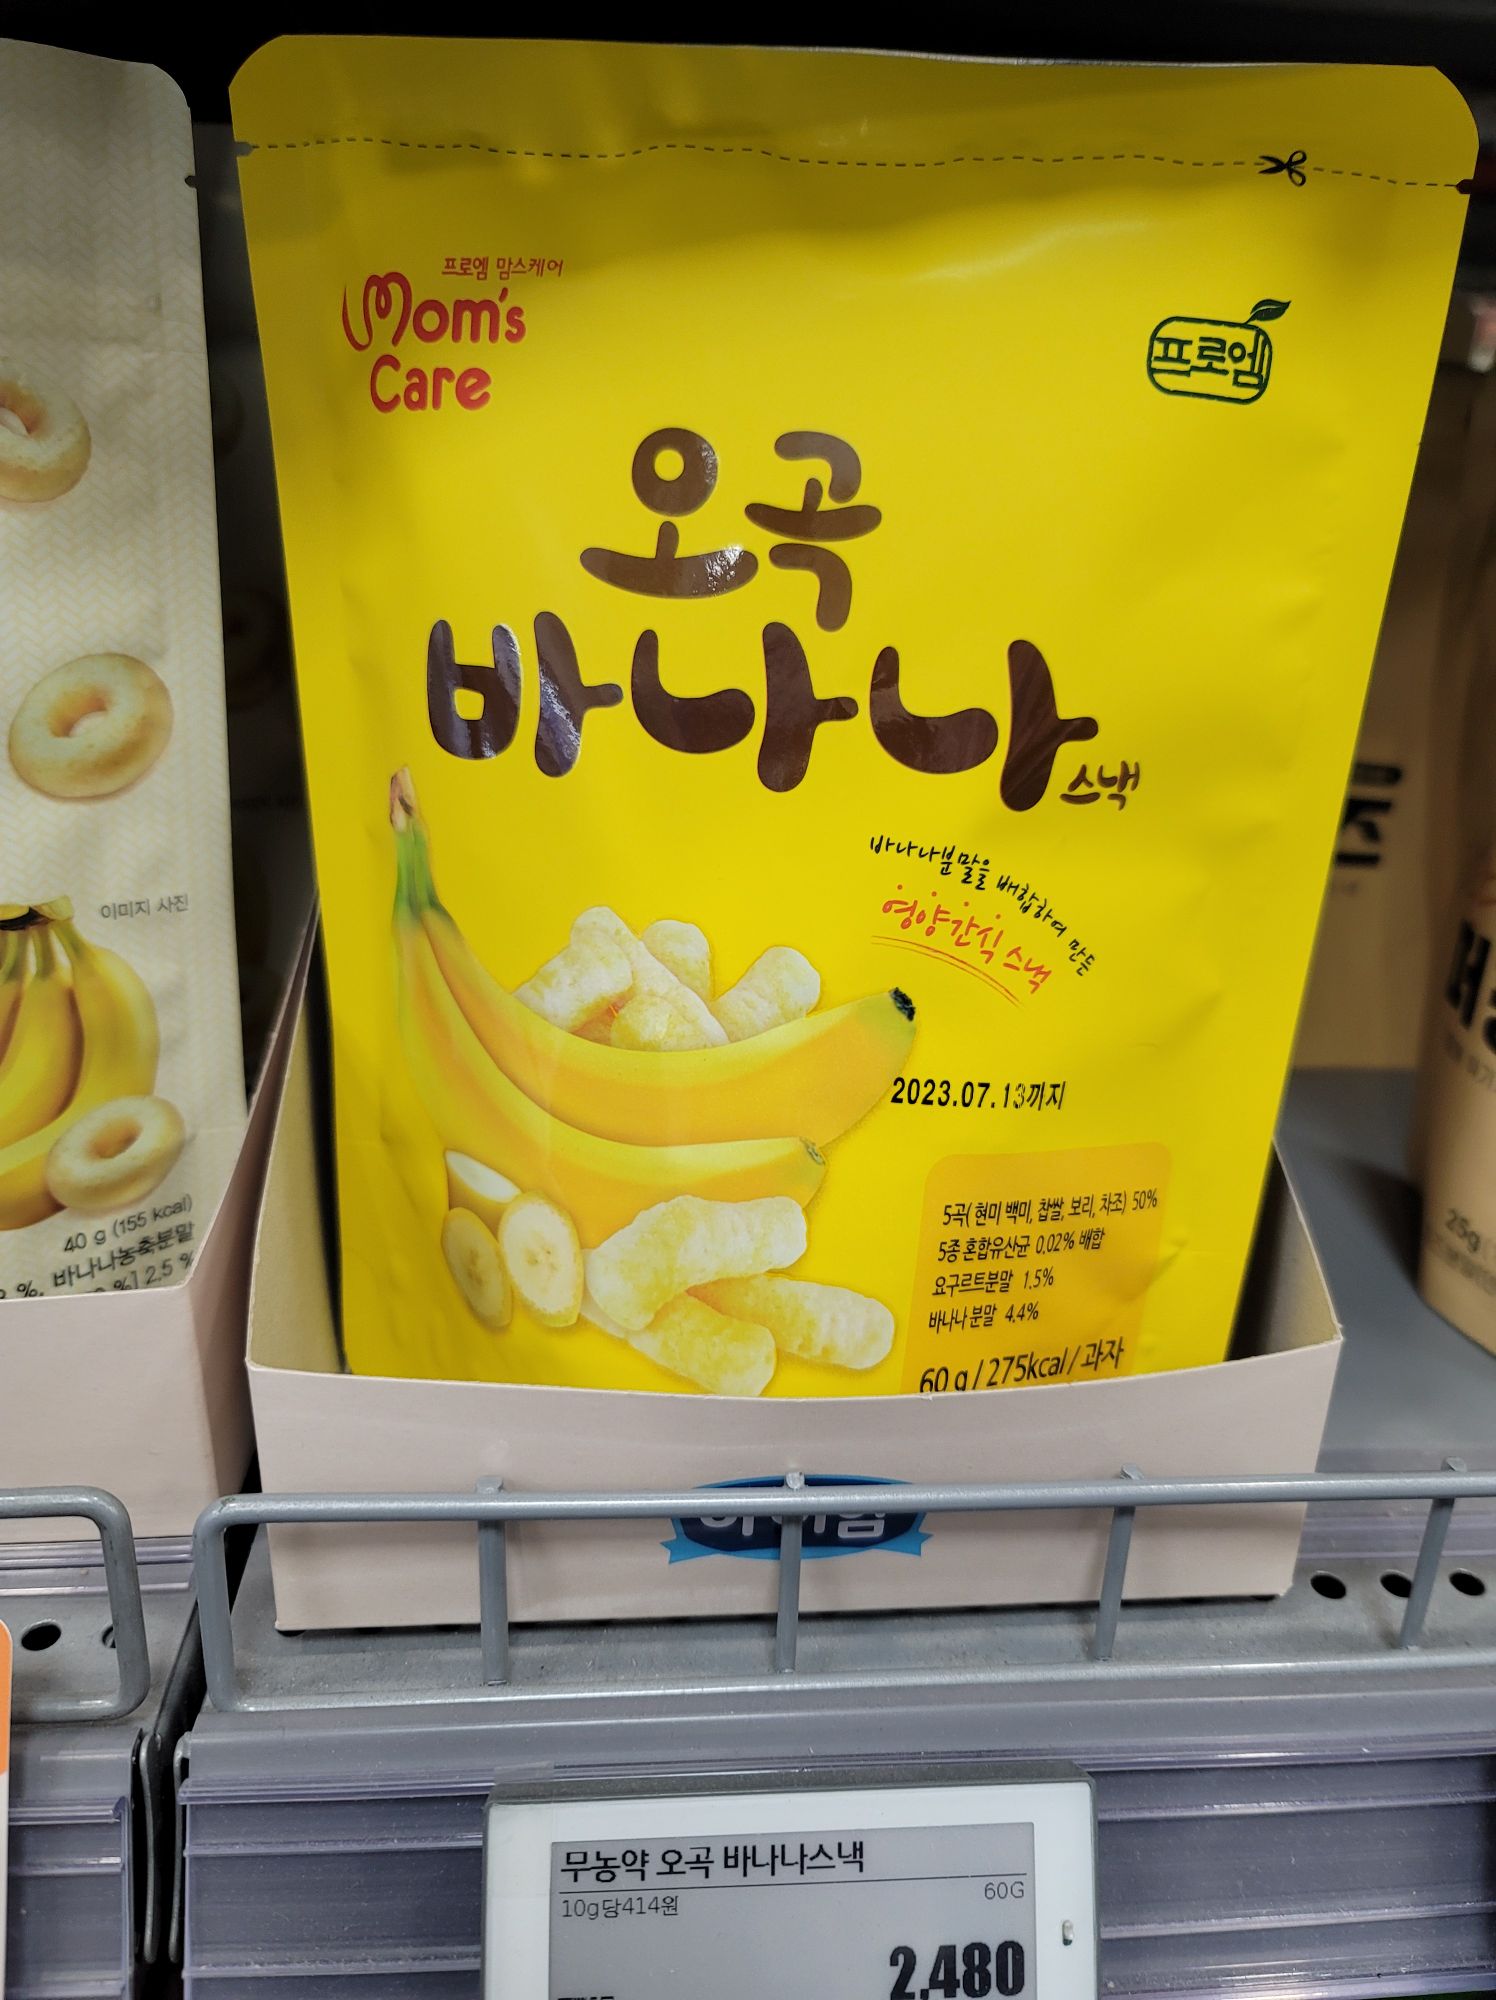 프로엠 맘스케어
Mom's
Care
프로엠
오곡
바나나
스낵
바나나분말을 배합하여 만든
영양간식 스낵
2023.07.13까지
5곡(현미 백미, 찹쌀, 보리, 차조) 50%
5종 혼합유산균 0.02% 배합
요구르트분말 1.5%
바나나 분말 4.4%
60 g / 275kcal / 과자
이미지 사진
40 g (155 kcal)
%, 바나나농축분말
%] 2.5 %
25g
무농약 오곡 바나나스낵
10g당414원
60G
2,480